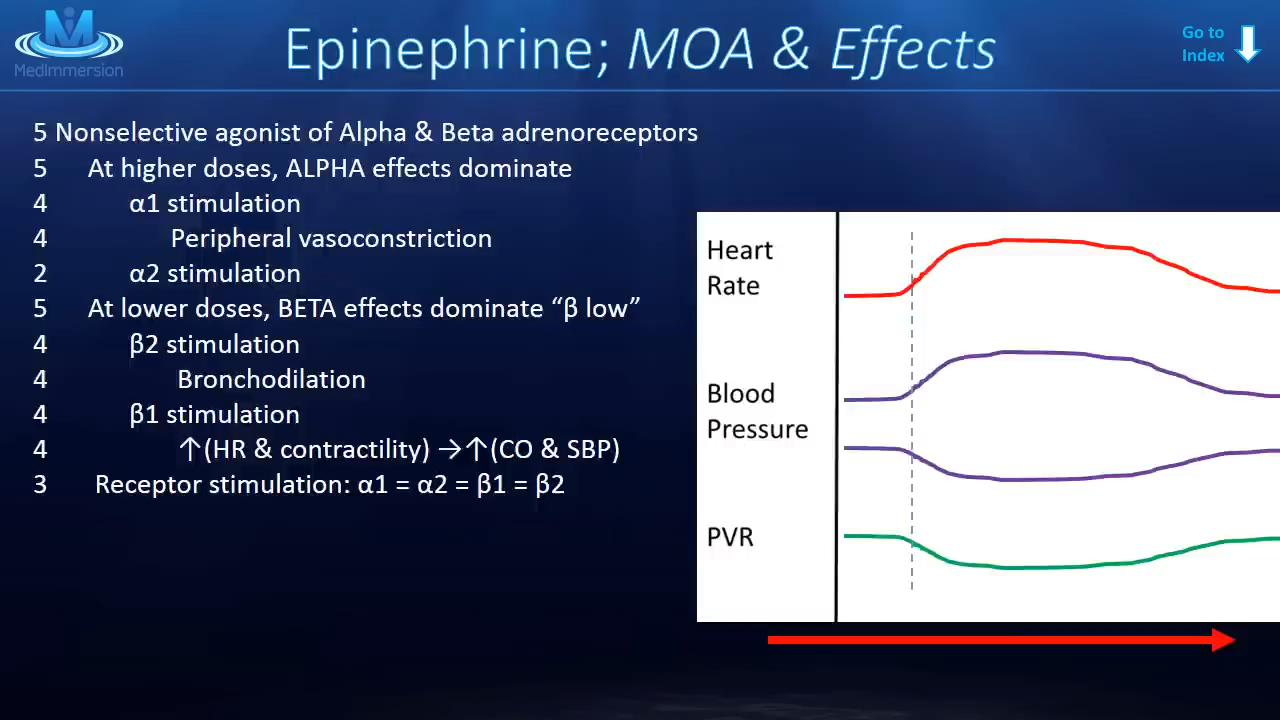 MedImmersion
Epinephrine; MOA & Effects
Go to
Index
5 Nonselective agonist of Alpha & Beta adrenoreceptors
5 At higher doses, ALPHA effects dominate
4 α1 stimulation
4 Peripheral vasoconstriction
2 α2 stimulation
5 At lower doses, BETA effects dominate “β low”
4 β2 stimulation
4 Bronchodilation
4 β1 stimulation
4 ↑(HR & contractility) →↑(CO & SBP)
3 Receptor stimulation: α1 = α2 = β1 = β2
Heart
Rate
Blood
Pressure
PVR